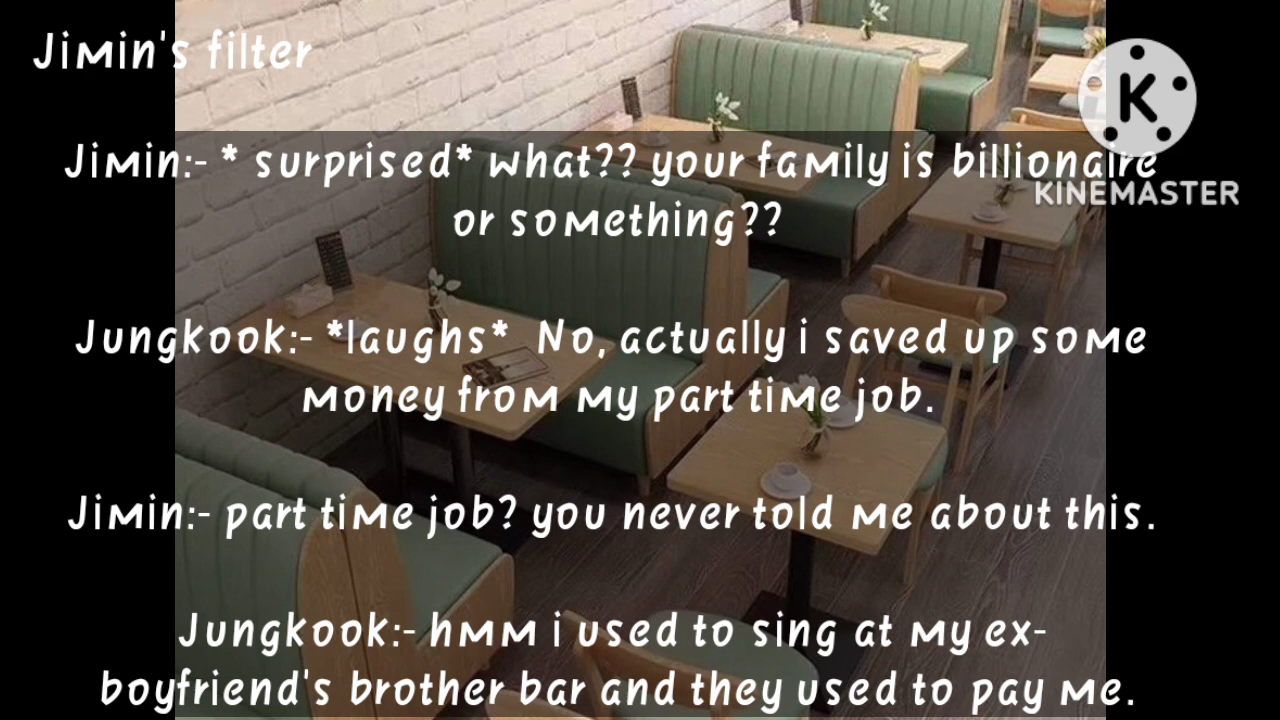 Jimin's filter
K
KINEMASTER
Jimin:- * surprised* what?? your family is billionaire
or something??
Jungkook:- *laughs* No, actually i saved up some
money from my part time job.
Jimin:- part time job? you never told me about this.
Jungkook:- hmm i used to sing at my ex-
boyfriend's brother bar and they used to pay me.